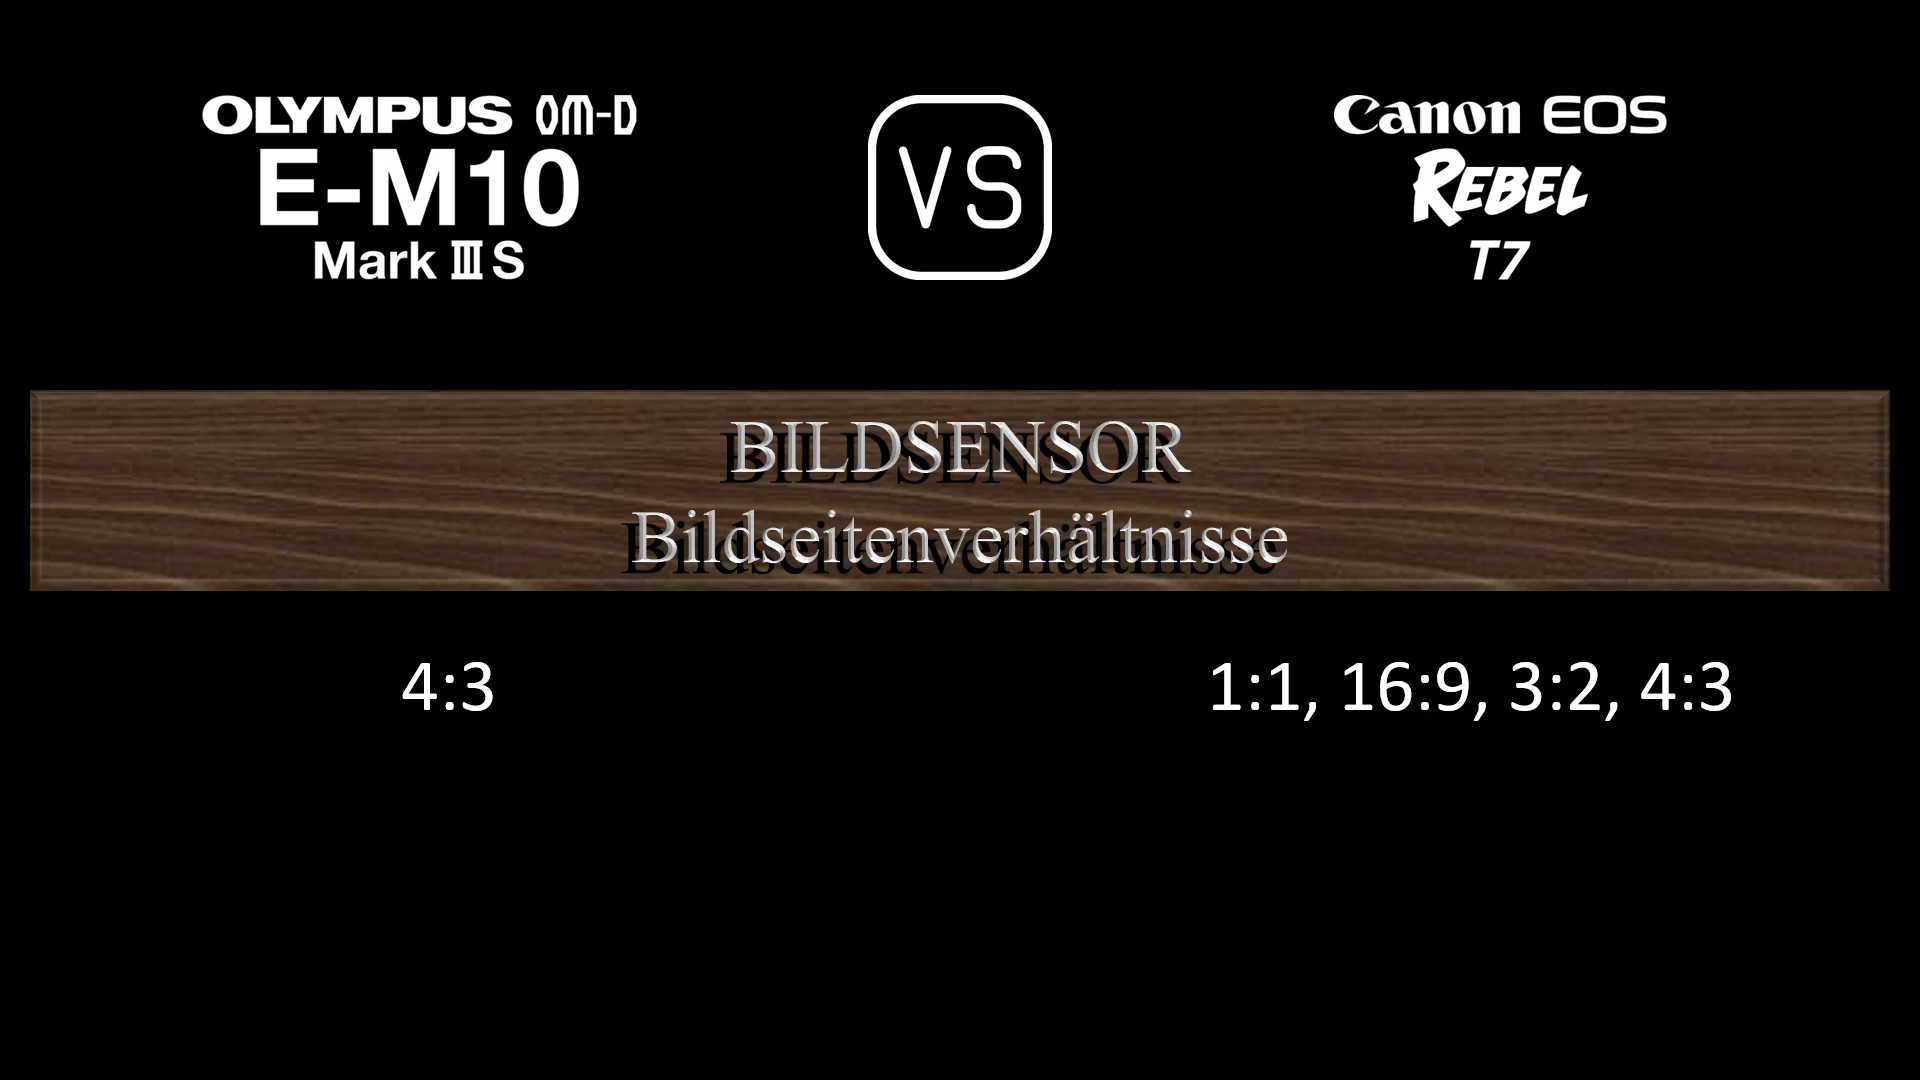 OLYMPUS OM-D
E-M10
Mark III S
VS
Canon EOS
REBEL
T7
BILDSENSOR
Bildseitenverhältnisse
4:3
1:1, 16:9, 3:2, 4:3